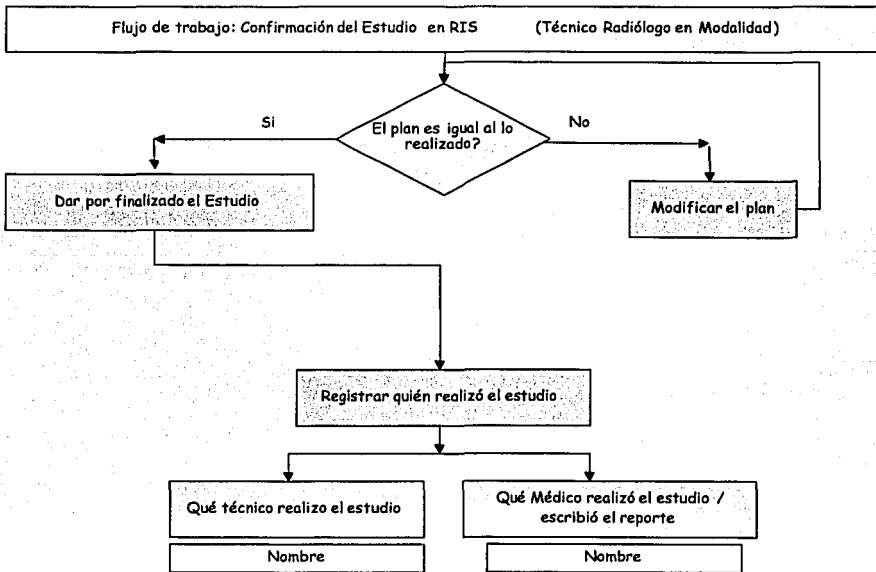 Flujo de trabajo: Confirmación del Estudio en RIS (Técnico Radiólogo en Modalidad)
El plan es igual al lo
realizado?
Si
No
Dar por finalizado el Estudio
Modificar el plan
Registrar quién realizó el estudio
Qué técnico realizo el estudio
Qué Médico realizó el estudio /
escribió el reporte
Nombre
Nombre